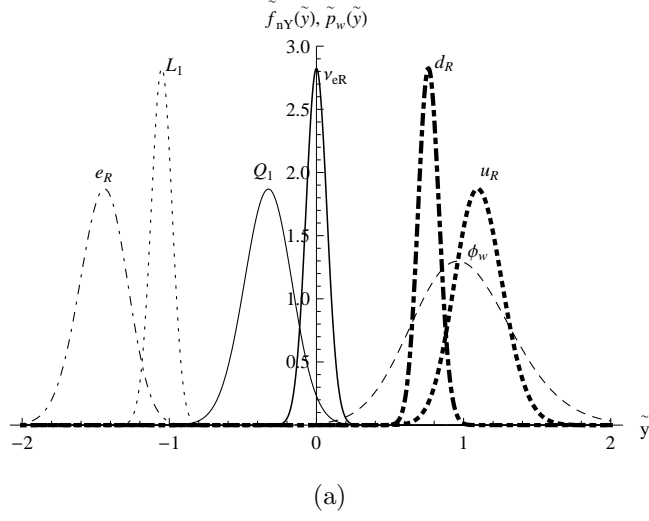 f̃nY(ỹ), p̃w(ỹ)
3.0
L1
dR
νeR
2.5
eR
Q1
2.0
uR
1.5
ϕw
1.0
0.5
−2 −1 0 1 2 ỹ
(a)